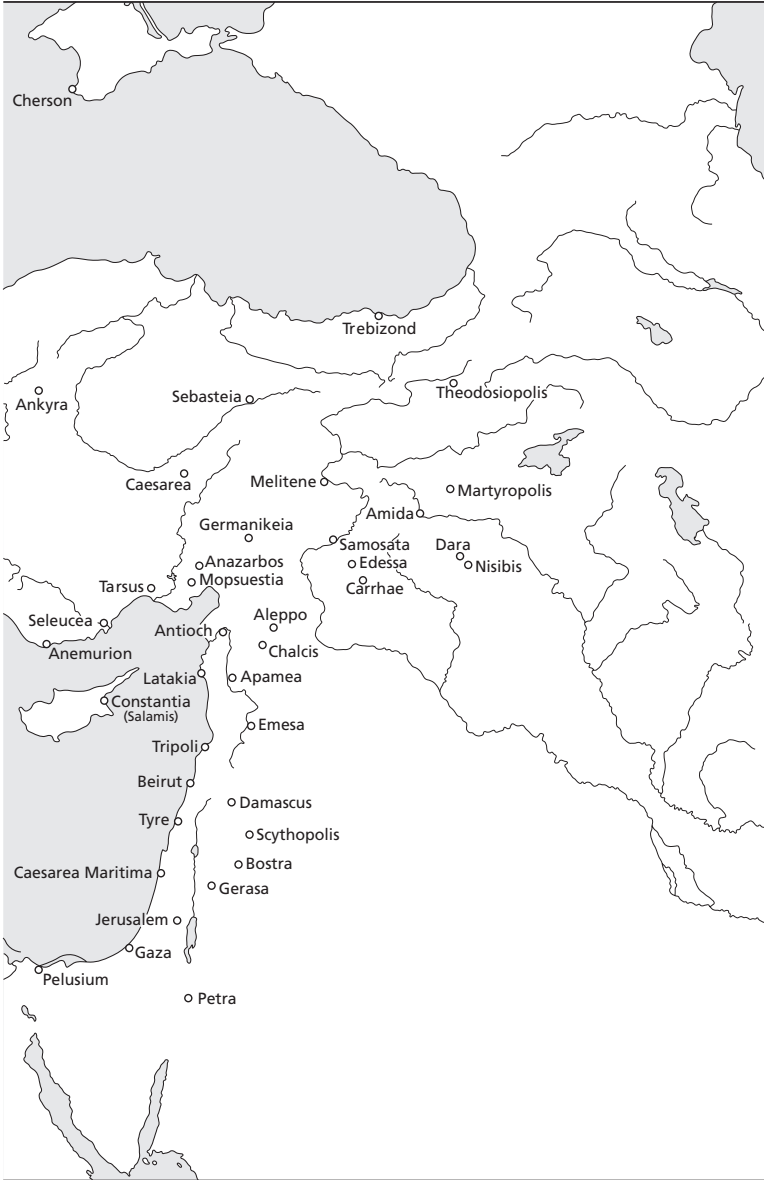 Cherson
Trebizond
Theodosiopolis
Ankyra
Sebasteia
Caesarea
Melitene
Martyropolis
Amida
Germanikeia
Samosata
Dara
Anazarbos
Edessa
Nisibis
Mopsuestia
Tarsus
Carrhae
Aleppo
Seleucea
Antioch
Anemurion
Chalcis
Latakia
Apamea
Constantia
(Salamis)
Emesa
Tripoli
Beirut
Damascus
Tyre
Scythopolis
Bostra
Caesarea Maritima
Gerasa
Jerusalem
Gaza
Pelusium
Petra